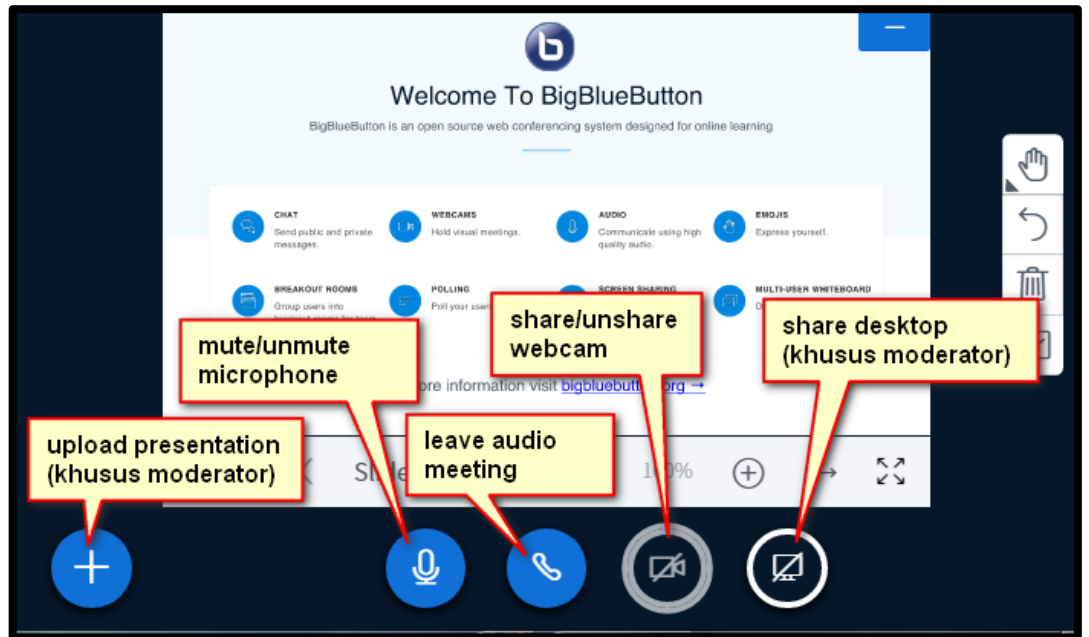 Welcome To BigBlueButton
BigBlueButton is an open source web conferencing system designed for online learning
CHAT
Send public and private
messages.
WEBCAMS
Hold visual meetings.
AUDIO
Communicate using high
quality audio.
EMOJIS
Express yourself.
BREAKOUT ROOMS
Group users into
POLLING
Poll your
SCREEN SHARING
MULTI-USER WHITEBOARD
mute/unmute
microphone
share/unshare
webcam
share desktop
(khusus moderator)
information visit bigbluebutton.org →
upload presentation
(khusus moderator)
leave audio
meeting